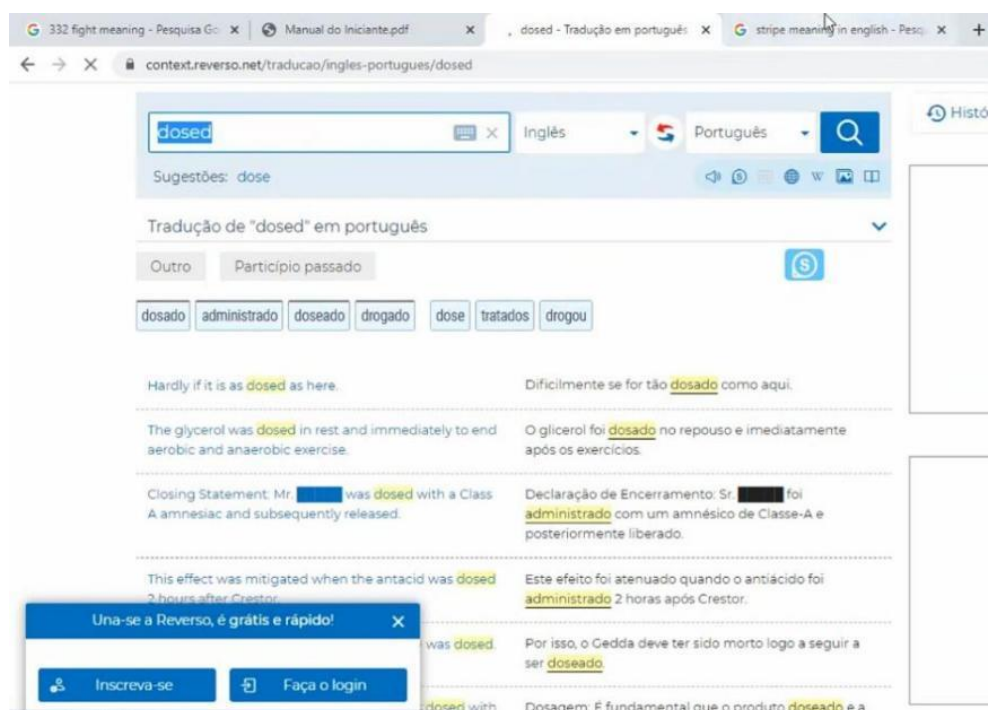 332 fight meaning - Pesquisa Go
Manual do Iniciante.pdf
dosed - Tradução em português
stripe meaning in english - Pesq
context.reverso.net/traducao/ingles-portugues/dosed
dosed
Inglês
Português
Histó
Sugestões: dose
Tradução de "dosed" em português
Outro
Particípio passado
dosado administrado doseado drogado dose tratados drogou
Hardly if it is as dosed as here.
Dificilmente se for tão dosado como aqui.
The glycerol was dosed in rest and immediately to end
aerobic and anaerobic exercise.
O glicerol foi dosado no repouso e imediatamente
após os exercícios.
Closing Statement: Mr. █████ was dosed with a Class
A amnesiac and subsequently released.
Declaração de Encerramento: Sr. █████ foi
administrado com um amnésico de Classe-A e
posteriormente liberado.
This effect was mitigated when the antacid was dosed
2 hours after Crestor.
Este efeito foi atenuado quando o antiácido foi
administrado 2 horas após Crestor.
Una-se a Reverso, é grátis e rápido!
Inscreva-se
Faça o login
was dosed.
Por isso, o Gedda deve ter sido morto logo a seguir a
ser doseado.
dosed with
Dosagem: É fundamental que o produto doseado e a